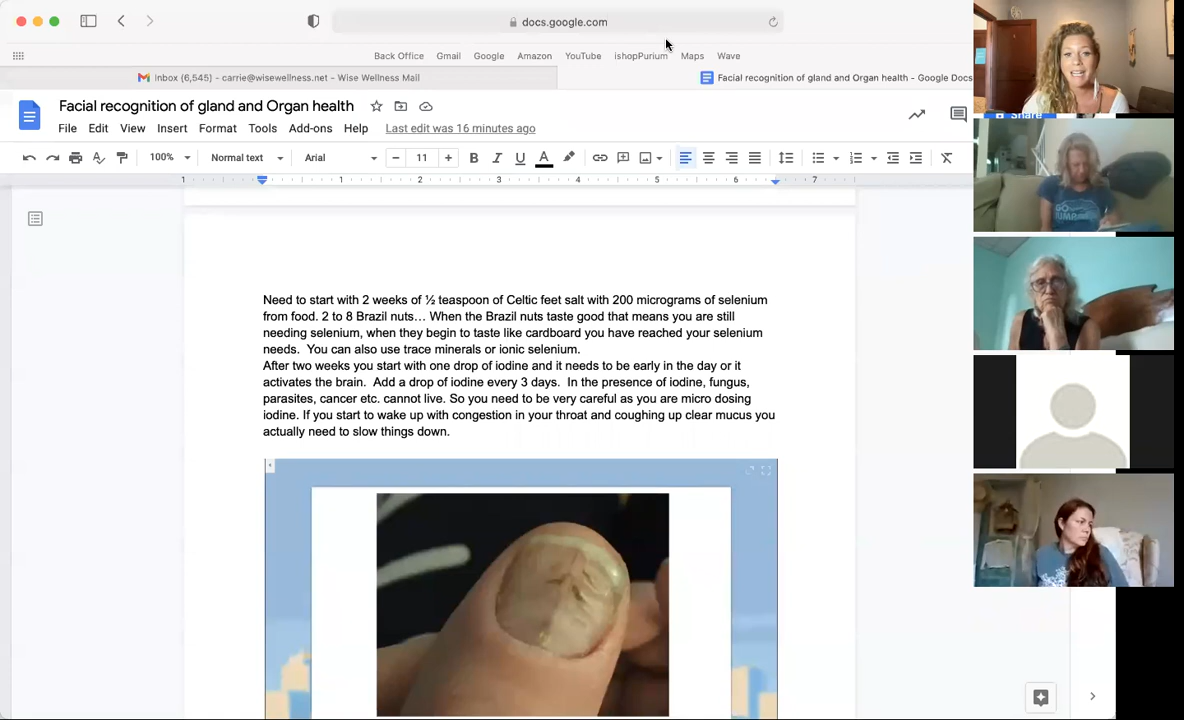 docs.google.com
Back Office Gmail Google Amazon YouTube ishopPurium Maps Wave
Inbox (6,545) - carrie@wisewellness.net - Wise Wellness Mail
Facial recognition of gland and Organ health - Google Docs
Facial recognition of gland and Organ health
Share
File Edit View Insert Format Tools Add-ons Help Last edit was 16 minutes ago
100% Normal text Arial 11 B I U A
1 1 2 3 4 5 6 7
Need to start with 2 weeks of ½ teaspoon of Celtic feet salt with 200 micrograms of selenium
from food. 2 to 8 Brazil nuts… When the Brazil nuts taste good that means you are still
needing selenium, when they begin to taste like cardboard you have reached your selenium
needs. You can also use trace minerals or ionic selenium.
After two weeks you start with one drop of iodine and it needs to be early in the day or it
activates the brain. Add a drop of iodine every 3 days. In the presence of iodine, fungus,
parasites, cancer etc. cannot live. So you need to be very careful as you are micro dosing
iodine. If you start to wake up with congestion in your throat and coughing up clear mucus you
actually need to slow things down.